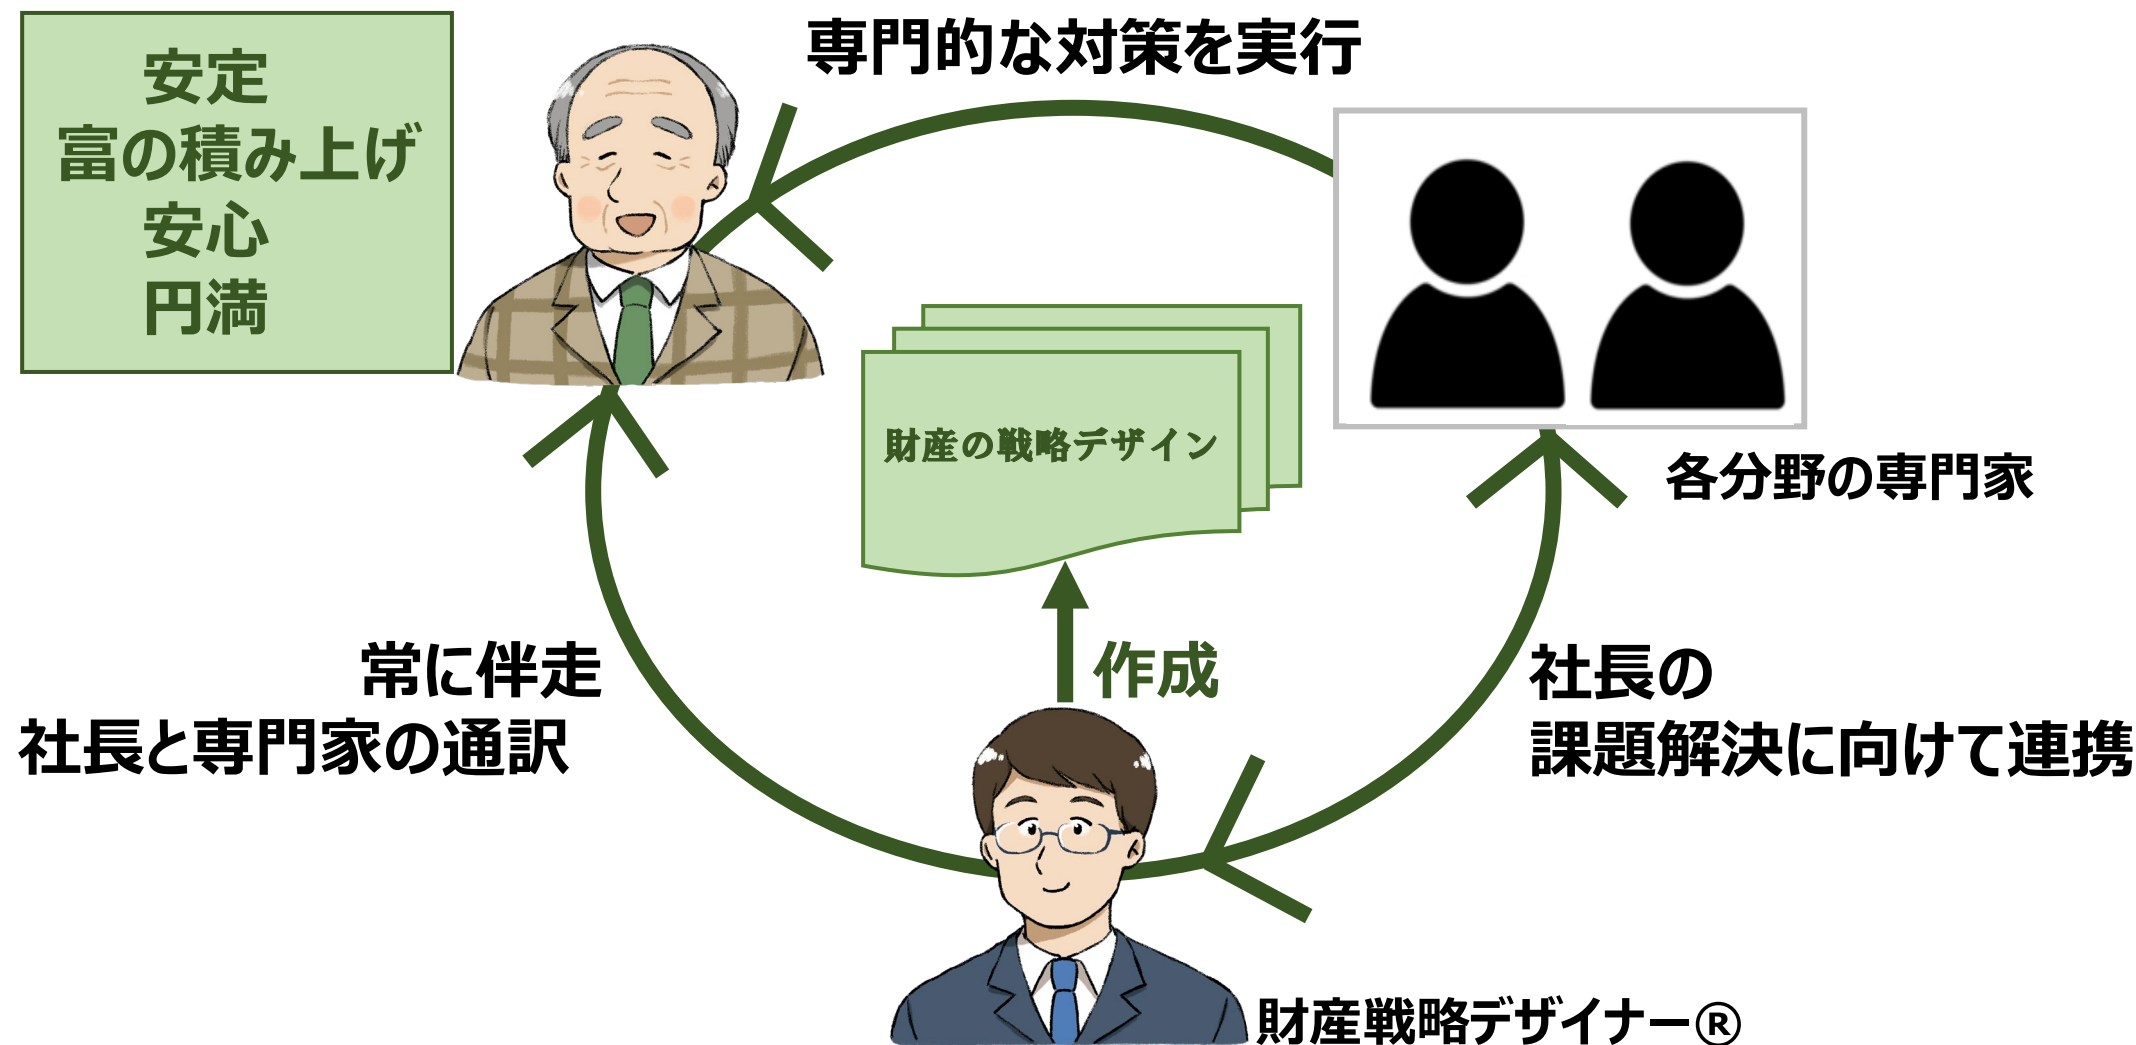 専門的な対策を実行
安定
富の積み上げ
安心
円満
財産の戦略デザイン
各分野の専門家
常に伴走
社長と専門家の通訳
作成
社長の
課題解決に向けて連携
財産戦略デザイナー®